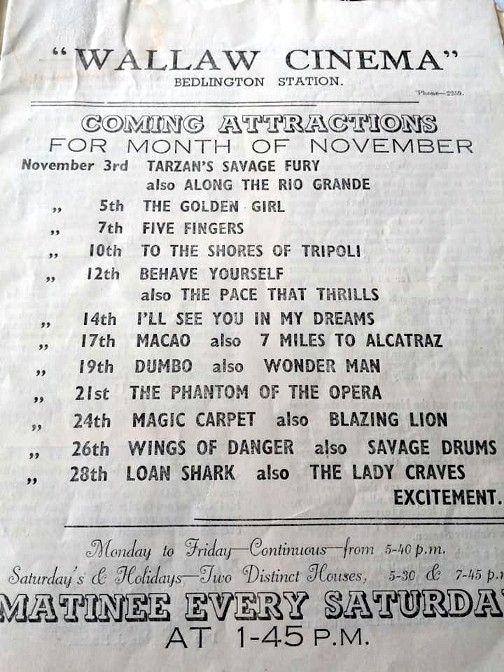 "WALLAW CINEMA"
BEDLINGTON STATION.
'Phone—2259.
COMING ATTRACTIONS
FOR MONTH OF NOVEMBER
November 3rd TARZAN'S SAVAGE FURY
also ALONG THE RIO GRANDE
„ 5th THE GOLDEN GIRL
„ 7th FIVE FINGERS
„ 10th TO THE SHORES OF TRIPOLI
„ 12th BEHAVE YOURSELF
also THE PACE THAT THRILLS
„ 14th I'LL SEE YOU IN MY DREAMS
„ 17th MACAO also 7 MILES TO ALCATRAZ
„ 19th DUMBO also WONDER MAN
„ 21st THE PHANTOM OF THE OPERA
„ 24th MAGIC CARPET also BLAZING LION
„ 26th WINGS OF DANGER also SAVAGE DRUMS
„ 28th LOAN SHARK also THE LADY CRAVES
EXCITEMENT.
Monday to Friday—Continuous—from 5-40 p.m.
Saturday's & Holidays—Two Distinct Houses, 5-30 & 7-45 p.m
MATINEE EVERY SATURDAY
AT 1-45 P.M.